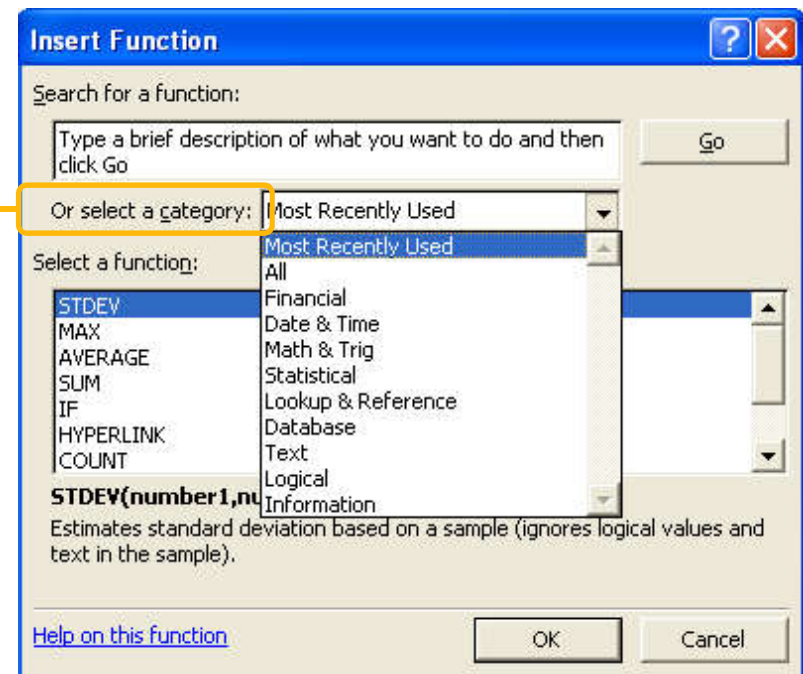 Insert Function
Search for a function:
Type a brief description of what you want to do and then
click Go
Go
Or select a category: Most Recently Used
Most Recently Used
All
Financial
Date & Time
Math & Trig
Statistical
Lookup & Reference
Database
Text
Logical
Information
Select a function:
STDEV
MAX
AVERAGE
SUM
IF
HYPERLINK
COUNT
STDEV(number1,nu
Estimates standard deviation based on a sample (ignores logical values and
text in the sample).
Help on this function
OK
Cancel